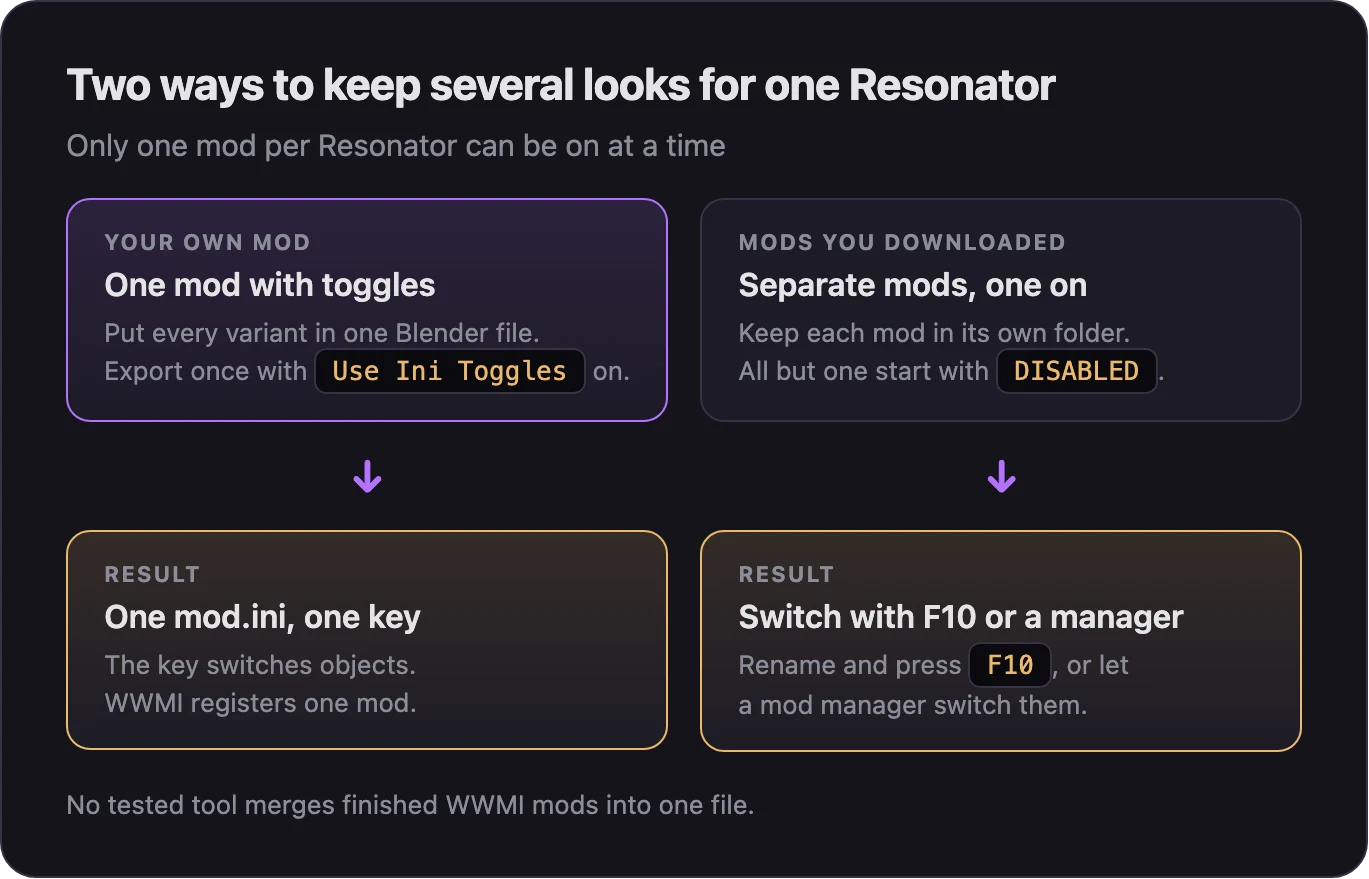 Two ways to keep several looks for one Resonator
Only one mod per Resonator can be on at a time
YOUR OWN MOD
One mod with toggles
Put every variant in one Blender file.
Export once with Use Ini Toggles on.
MODS YOU DOWNLOADED
Separate mods, one on
Keep each mod in its own folder.
All but one start with DISABLED.
RESULT
One mod.ini, one key
The key switches objects.
WWMI registers one mod.
RESULT
Switch with F10 or a manager
Rename and press F10, or let
a mod manager switch them.
No tested tool merges finished WWMI mods into one file.